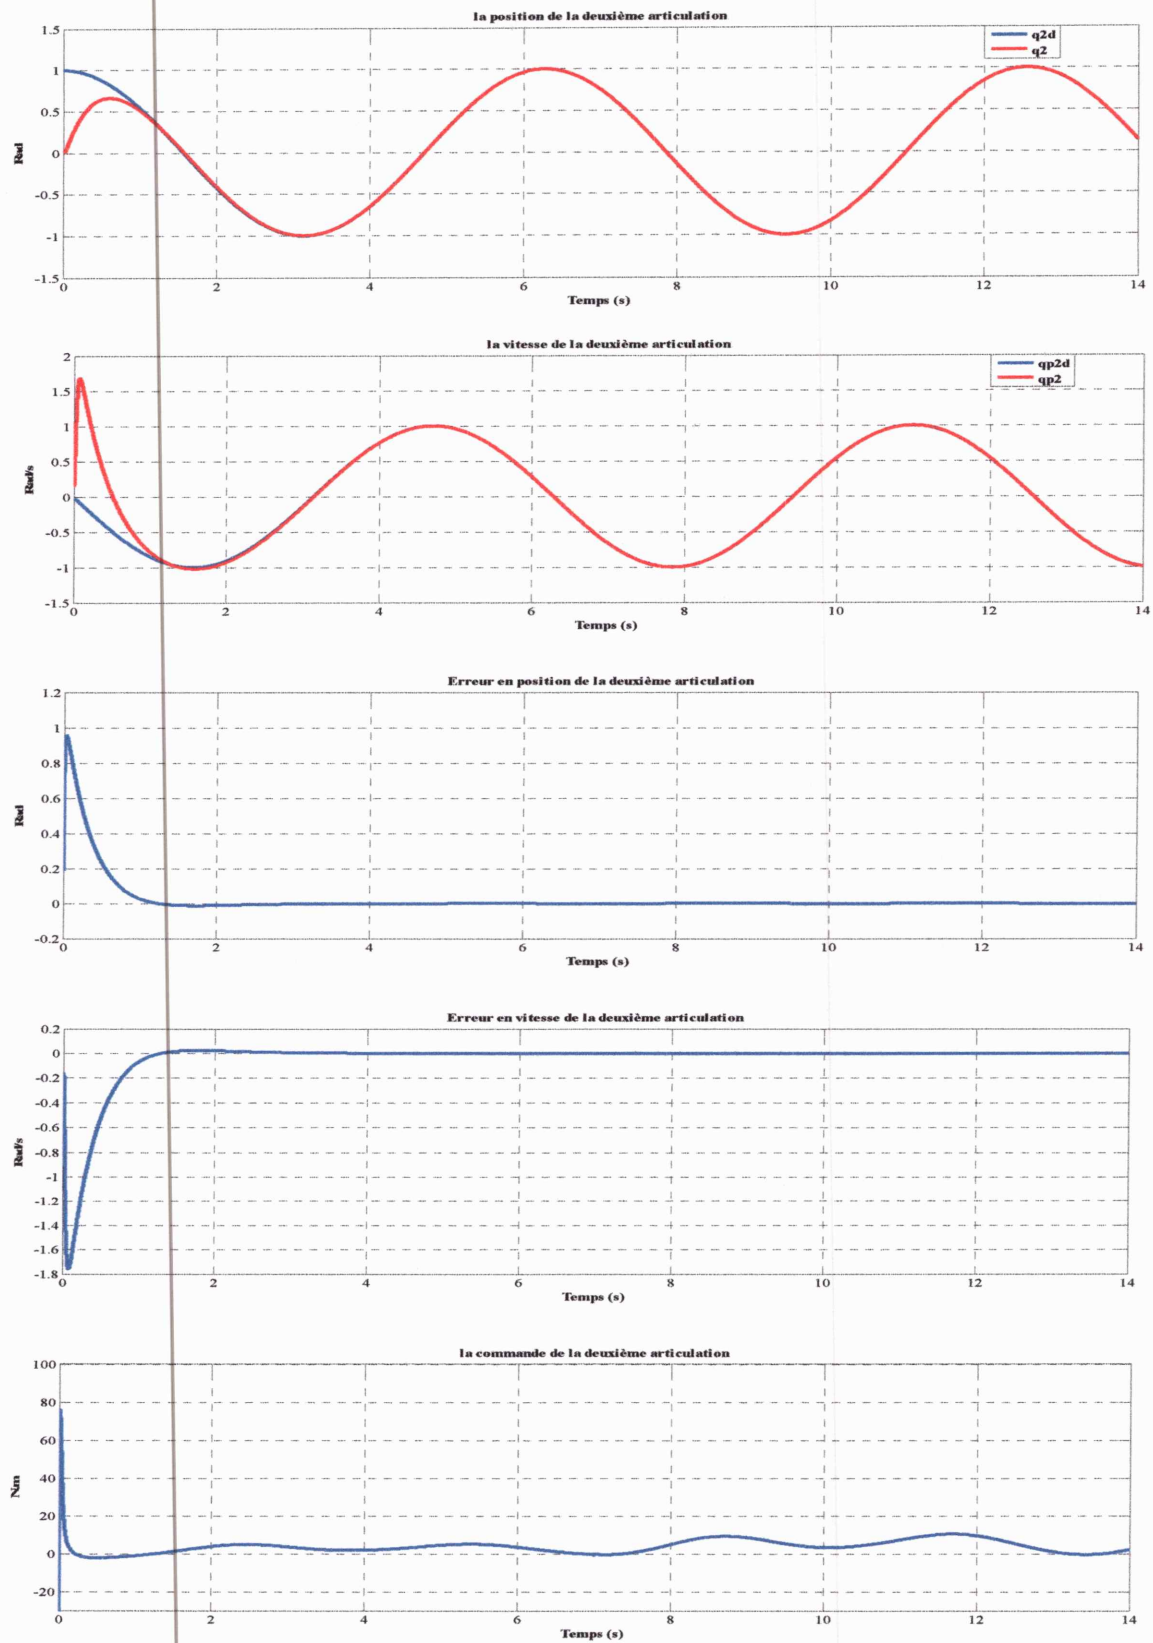 la position de la deuxième articulation
1.5
1
0.5
0
-0.5
-1
-1.5
Rad
q2d
q2
0 2 4 6 8 10 12 14
Temps (s)
la vitesse de la deuxième articulation
2
1.5
1
0.5
0
-0.5
-1
-1.5
Rad/s
qp2d
qp2
0 2 4 6 8 10 12 14
Temps (s)
Erreur en position de la deuxième articulation
1.2
1
0.8
0.6
0.4
0.2
0
-0.2
Rad
0 2 4 6 8 10 12 14
Temps (s)
Erreur en vitesse de la deuxième articulation
0.2
0
-0.2
-0.4
-0.6
-0.8
-1
-1.2
-1.4
-1.6
-1.8
Rad/s
0 2 4 6 8 10 12 14
Temps (s)
la commande de la deuxième articulation
100
80
60
40
20
0
-20
Nm
0 2 4 6 8 10 12 14
Temps (s)